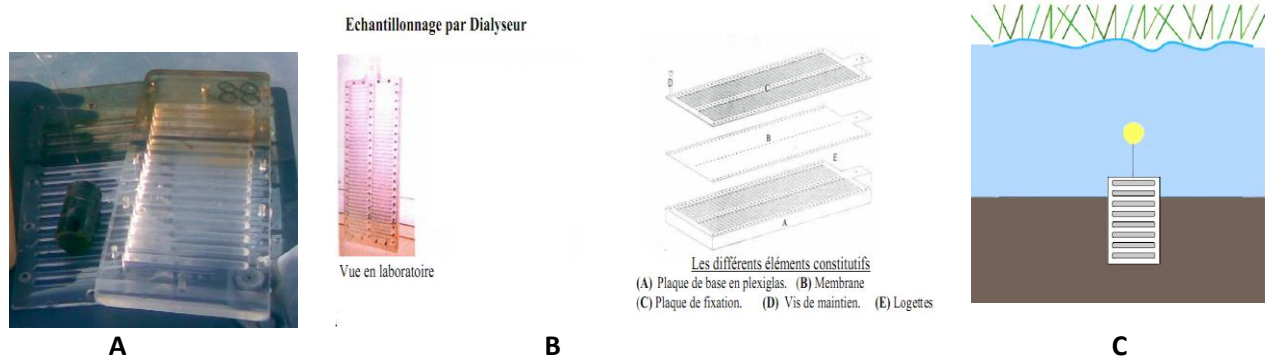 Echantillonnage par Dialyseur
D
C
B
E
A
Vue en laboratoire
Les différents éléments constitutifs
(A) Plaque de base en plexiglas. (B) Membrane
(C) Plaque de fixation. (D) Vis de maintien. (E) Logettes
A
B
C